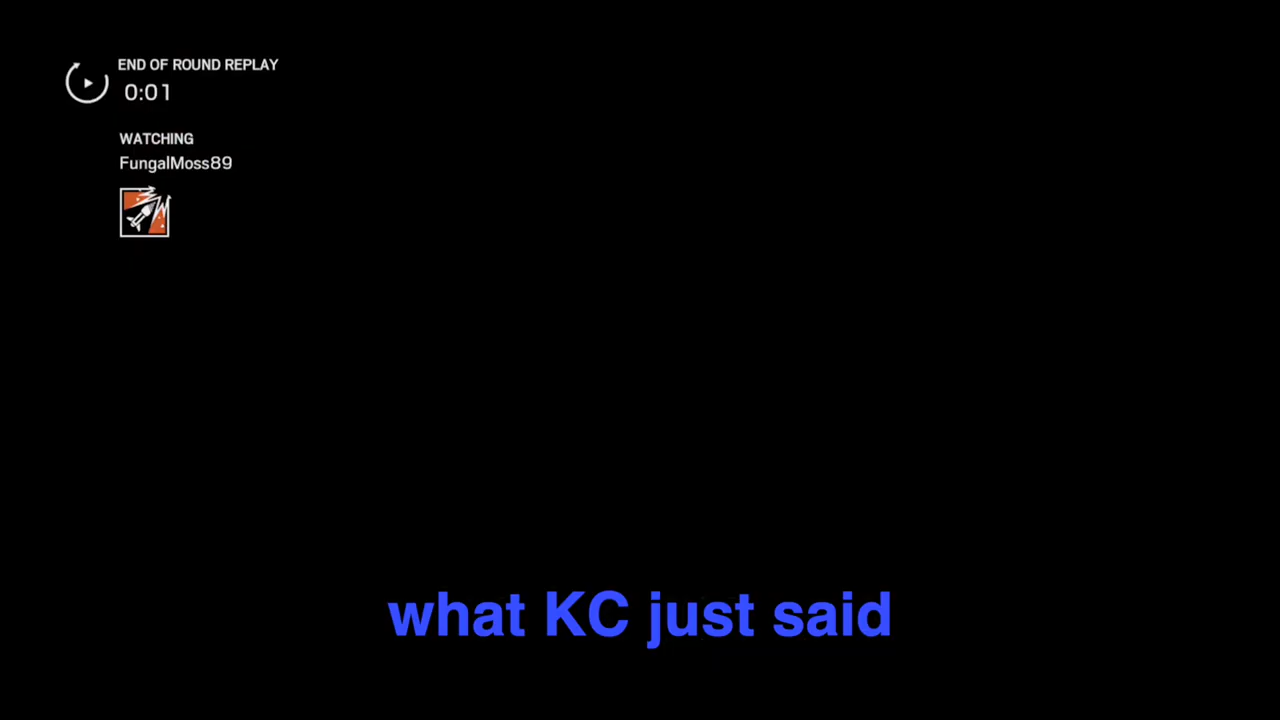 END OF ROUND REPLAY
0:01
WATCHING
FungalMoss89
what KC just said